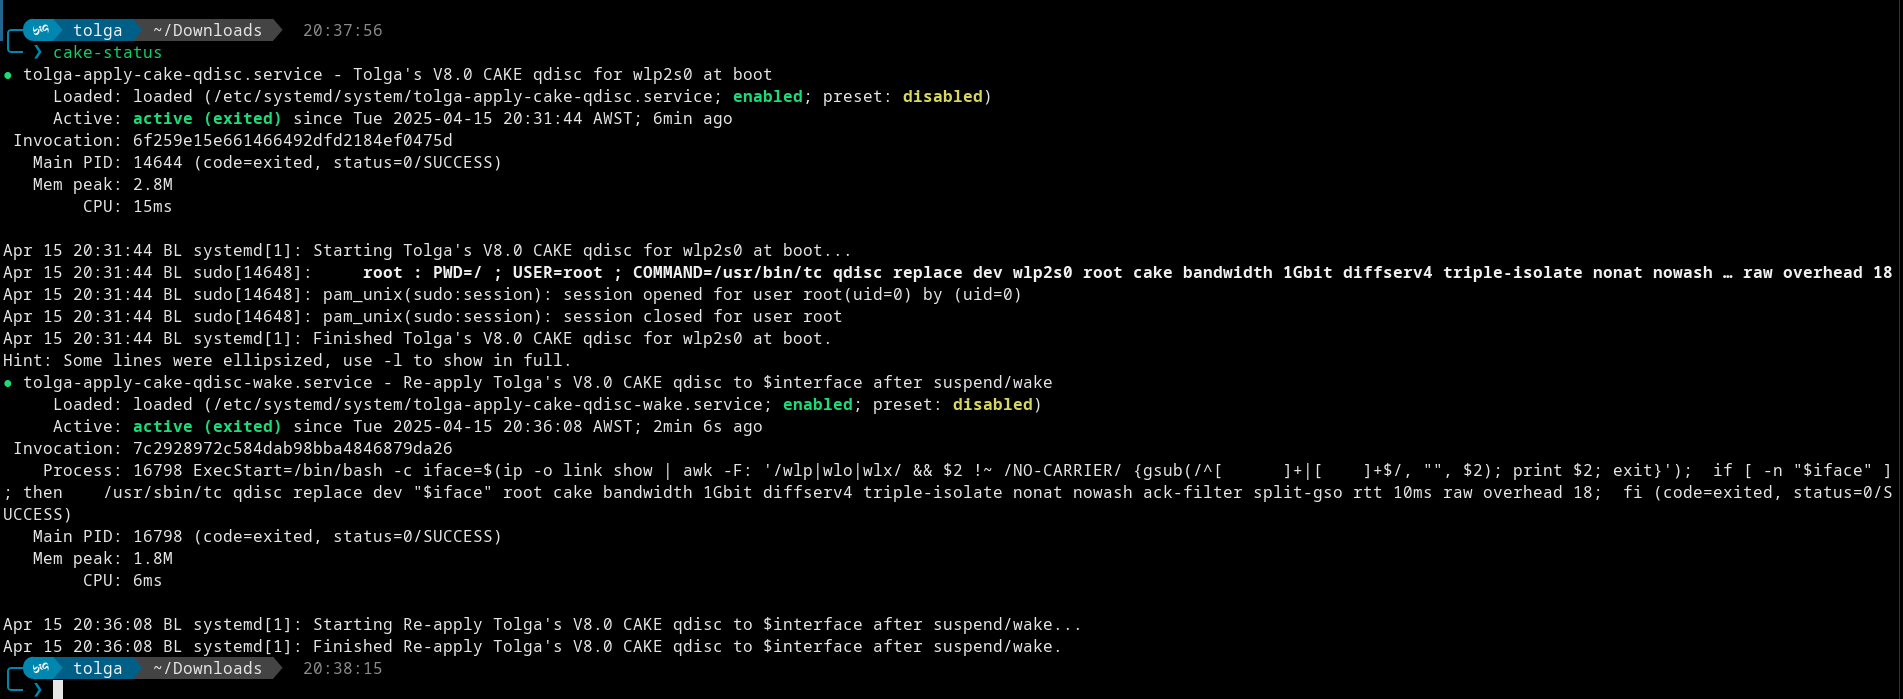 tolga ~/Downloads 20:37:56
❯ cake-status
● tolga-apply-cake-qdisc.service - Tolga's V8.0 CAKE qdisc for wlp2s0 at boot
Loaded: loaded (/etc/systemd/system/tolga-apply-cake-qdisc.service; enabled; preset: disabled)
Active: active (exited) since Tue 2025-04-15 20:31:44 AWST; 6min ago
Invocation: 6f259e15e661466492dfd2184ef0475d
Main PID: 14644 (code=exited, status=0/SUCCESS)
Mem peak: 2.8M
CPU: 15ms
Apr 15 20:31:44 BL systemd[1]: Starting Tolga's V8.0 CAKE qdisc for wlp2s0 at boot...
Apr 15 20:31:44 BL sudo[14648]:     root : PWD=/ ; USER=root ; COMMAND=/usr/bin/tc qdisc replace dev wlp2s0 root cake bandwidth 1Gbit diffserv4 triple-isolate nonat nowash … raw overhead 18
Apr 15 20:31:44 BL sudo[14648]: pam_unix(sudo:session): session opened for user root(uid=0) by (uid=0)
Apr 15 20:31:44 BL sudo[14648]: pam_unix(sudo:session): session closed for user root
Apr 15 20:31:44 BL systemd[1]: Finished Tolga's V8.0 CAKE qdisc for wlp2s0 at boot.
Hint: Some lines were ellipsized, use -l to show in full.
● tolga-apply-cake-qdisc-wake.service - Re-apply Tolga's V8.0 CAKE qdisc to $interface after suspend/wake
Loaded: loaded (/etc/systemd/system/tolga-apply-cake-qdisc-wake.service; enabled; preset: disabled)
Active: active (exited) since Tue 2025-04-15 20:36:08 AWST; 2min 6s ago
Invocation: 7c2928972c584dab98bba4846879da26
Process: 16798 ExecStart=/bin/bash -c iface=$(ip -o link show | awk -F: '/wlp|wlo|wlx/ && $2 !~ /NO-CARRIER/ {gsub(/^[      ]+|[    ]+$/, "", $2); print $2; exit}');  if [ -n "$iface" ]
; then    /usr/sbin/tc qdisc replace dev "$iface" root cake bandwidth 1Gbit diffserv4 triple-isolate nonat nowash ack-filter split-gso rtt 10ms raw overhead 18;  fi (code=exited, status=0/S
UCCESS)
Main PID: 16798 (code=exited, status=0/SUCCESS)
Mem peak: 1.8M
CPU: 6ms
Apr 15 20:36:08 BL systemd[1]: Starting Re-apply Tolga's V8.0 CAKE qdisc to $interface after suspend/wake...
Apr 15 20:36:08 BL systemd[1]: Finished Re-apply Tolga's V8.0 CAKE qdisc to $interface after suspend/wake.
tolga ~/Downloads 20:38:15
❯